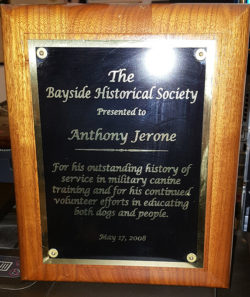 The
Bayside Historical Society
Presented to
Anthony Jerone
For his outstanding history of
service in military canine
training and for his continued
volunteer efforts in educating
both dogs and people.
May 17, 2008